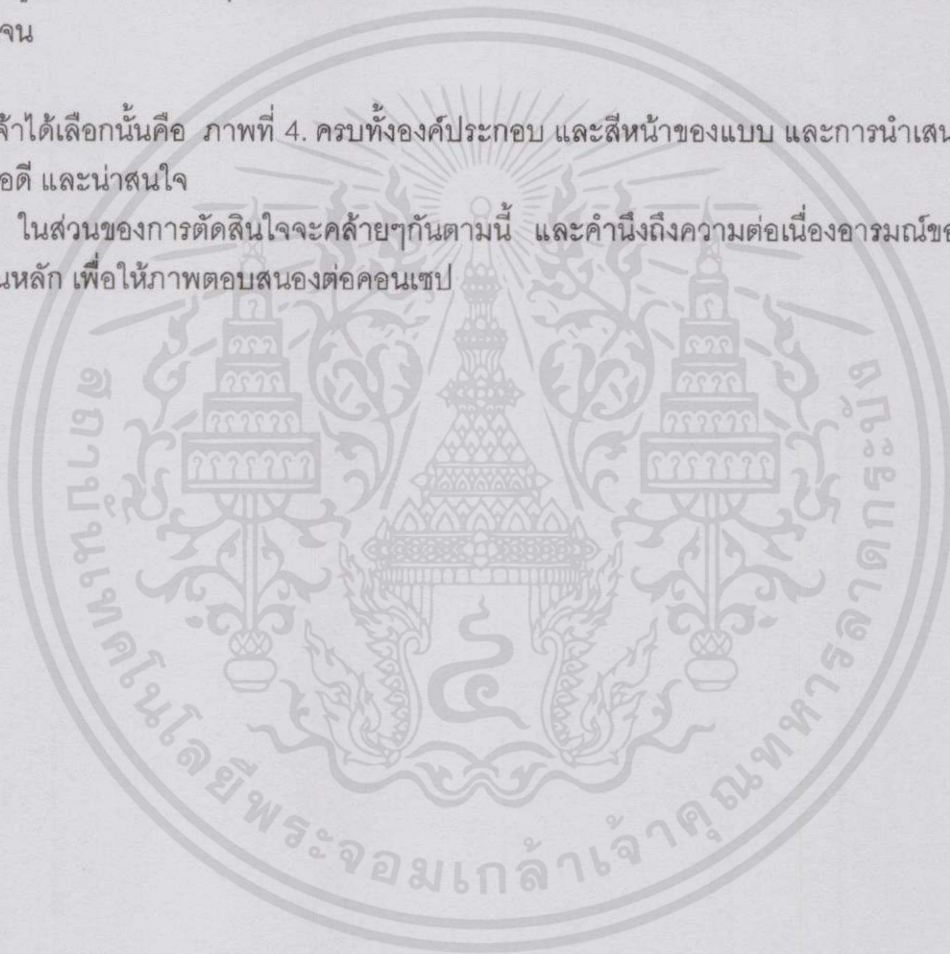 จน
จ้าได้เลือกนั้นคือ ภาพที่ 4. ครบทั้งองค์ประกอบ และสีหน้าของแบบ และการนำเสน
อดี และน่าสนใจ
ในส่วนของการตัดสินใจจะคล้ายๆกันตามนี้ และคำนึงถึงความต่อเนื่องอารมณ์ขอ
นหลัก เพื่อให้ภาพตอบสนองต่อคอนเซป
สถาบันเทคโนโลยีพระจอมเกล้าเจ้าคุณทหารลาดกระบัง
๔